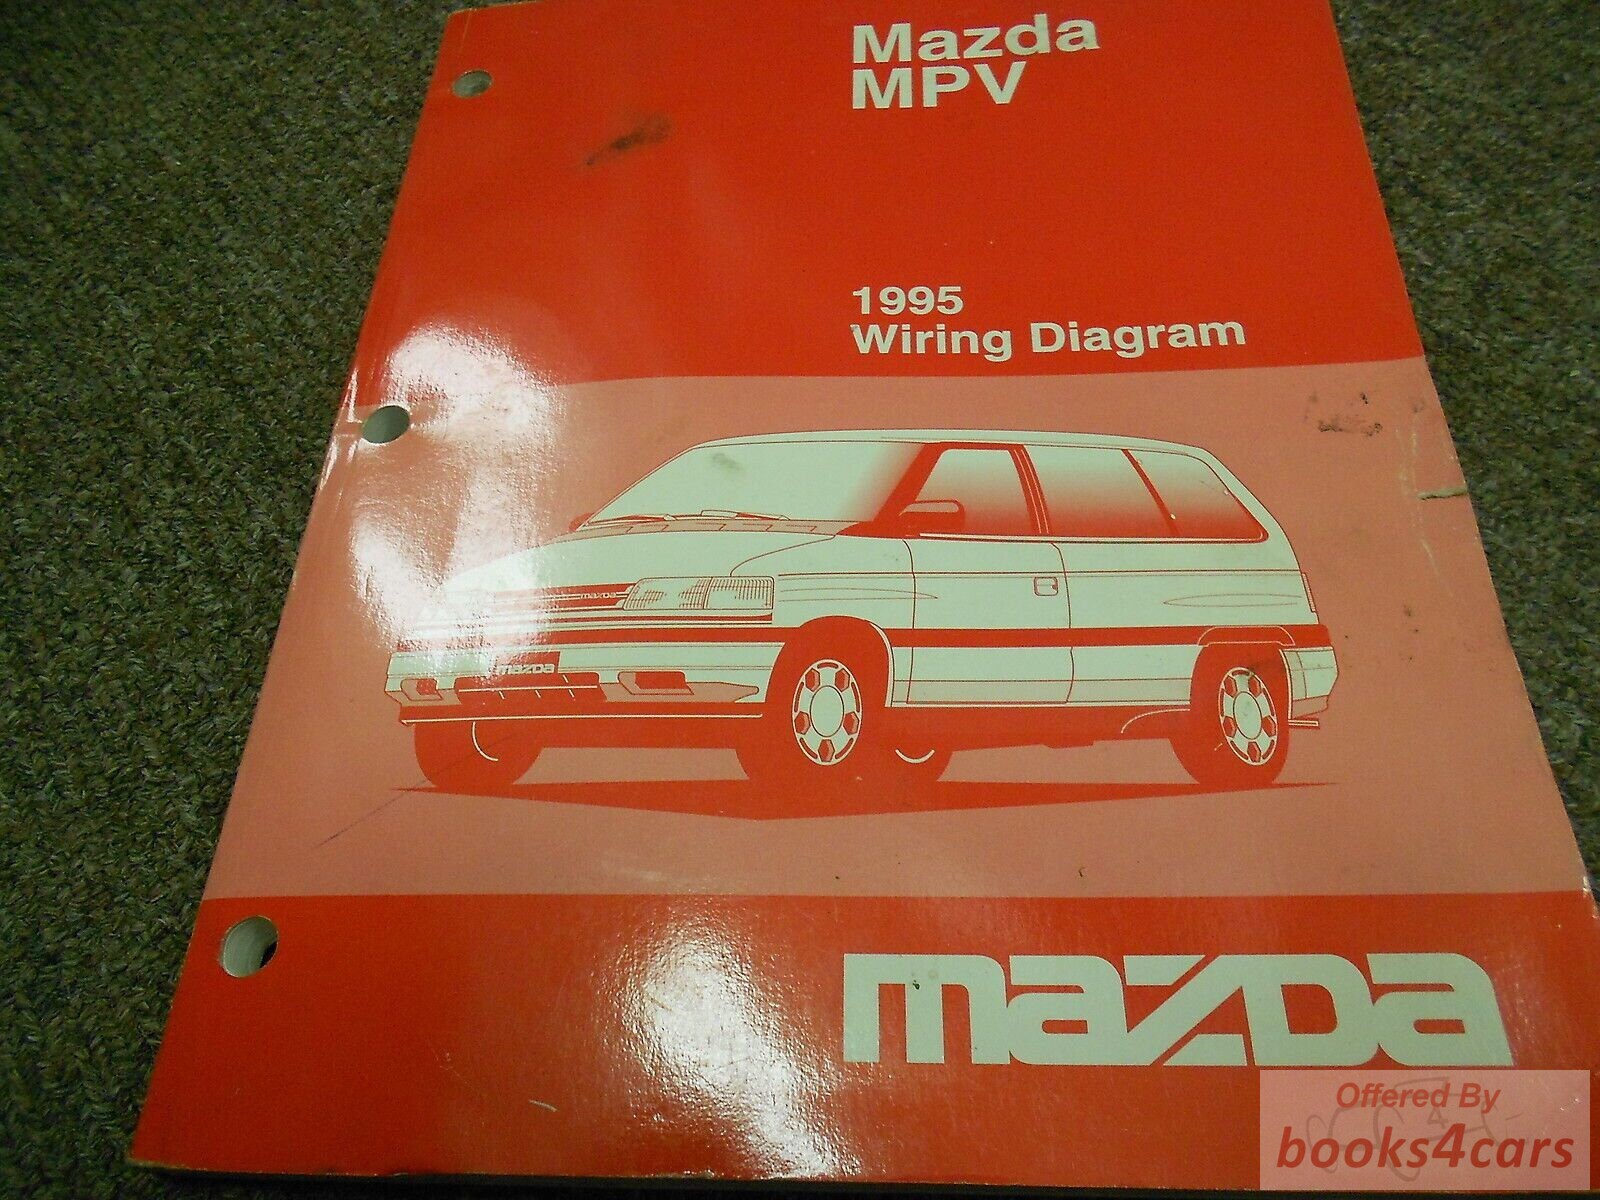 Mazda
MPV
1995
Wiring Diagram
mazda
mazda
mazda
Offered By
books4cars